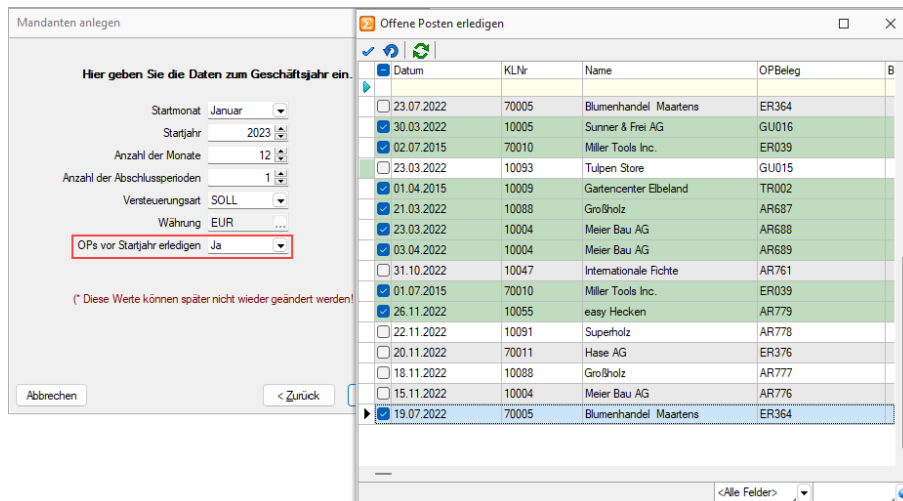 Mandanten anlegen
Hier geben Sie die Daten zum Geschäftsjahr ein.
Startmonat Januar
Startjahr 2023
Anzahl der Monate 12
Anzahl der Abschlussperioden 1
Versteuerungsart SOLL
Währung EUR ...
OPs vor Startjahr erledigen Ja
(* Diese Werte können später nicht wieder geändert werden!
Abbrechen
< Zurück
Offene Posten erledigen
Datum KLNr Name OPBeleg B
23.07.2022 70005 Blumenhandel Maartens ER364
30.03.2022 10005 Sunner & Frei AG GU016
02.07.2015 70010 Miller Tools Inc. ER039
23.03.2022 10093 Tulpen Store GU015
01.04.2015 10009 Gartencenter Elbeland TR002
21.03.2022 10088 Großholz AR687
23.03.2022 10004 Meier Bau AG AR688
03.04.2022 10004 Meier Bau AG AR689
31.10.2022 10047 Internationale Fichte AR761
01.07.2015 70010 Miller Tools Inc. ER039
26.11.2022 10055 easy Hecken AR779
22.11.2022 10091 Superholz AR778
20.11.2022 70011 Hase AG ER376
18.11.2022 10088 Großholz AR777
15.11.2022 10004 Meier Bau AG AR776
19.07.2022 70005 Blumenhandel Maartens ER364
<Alle Felder>